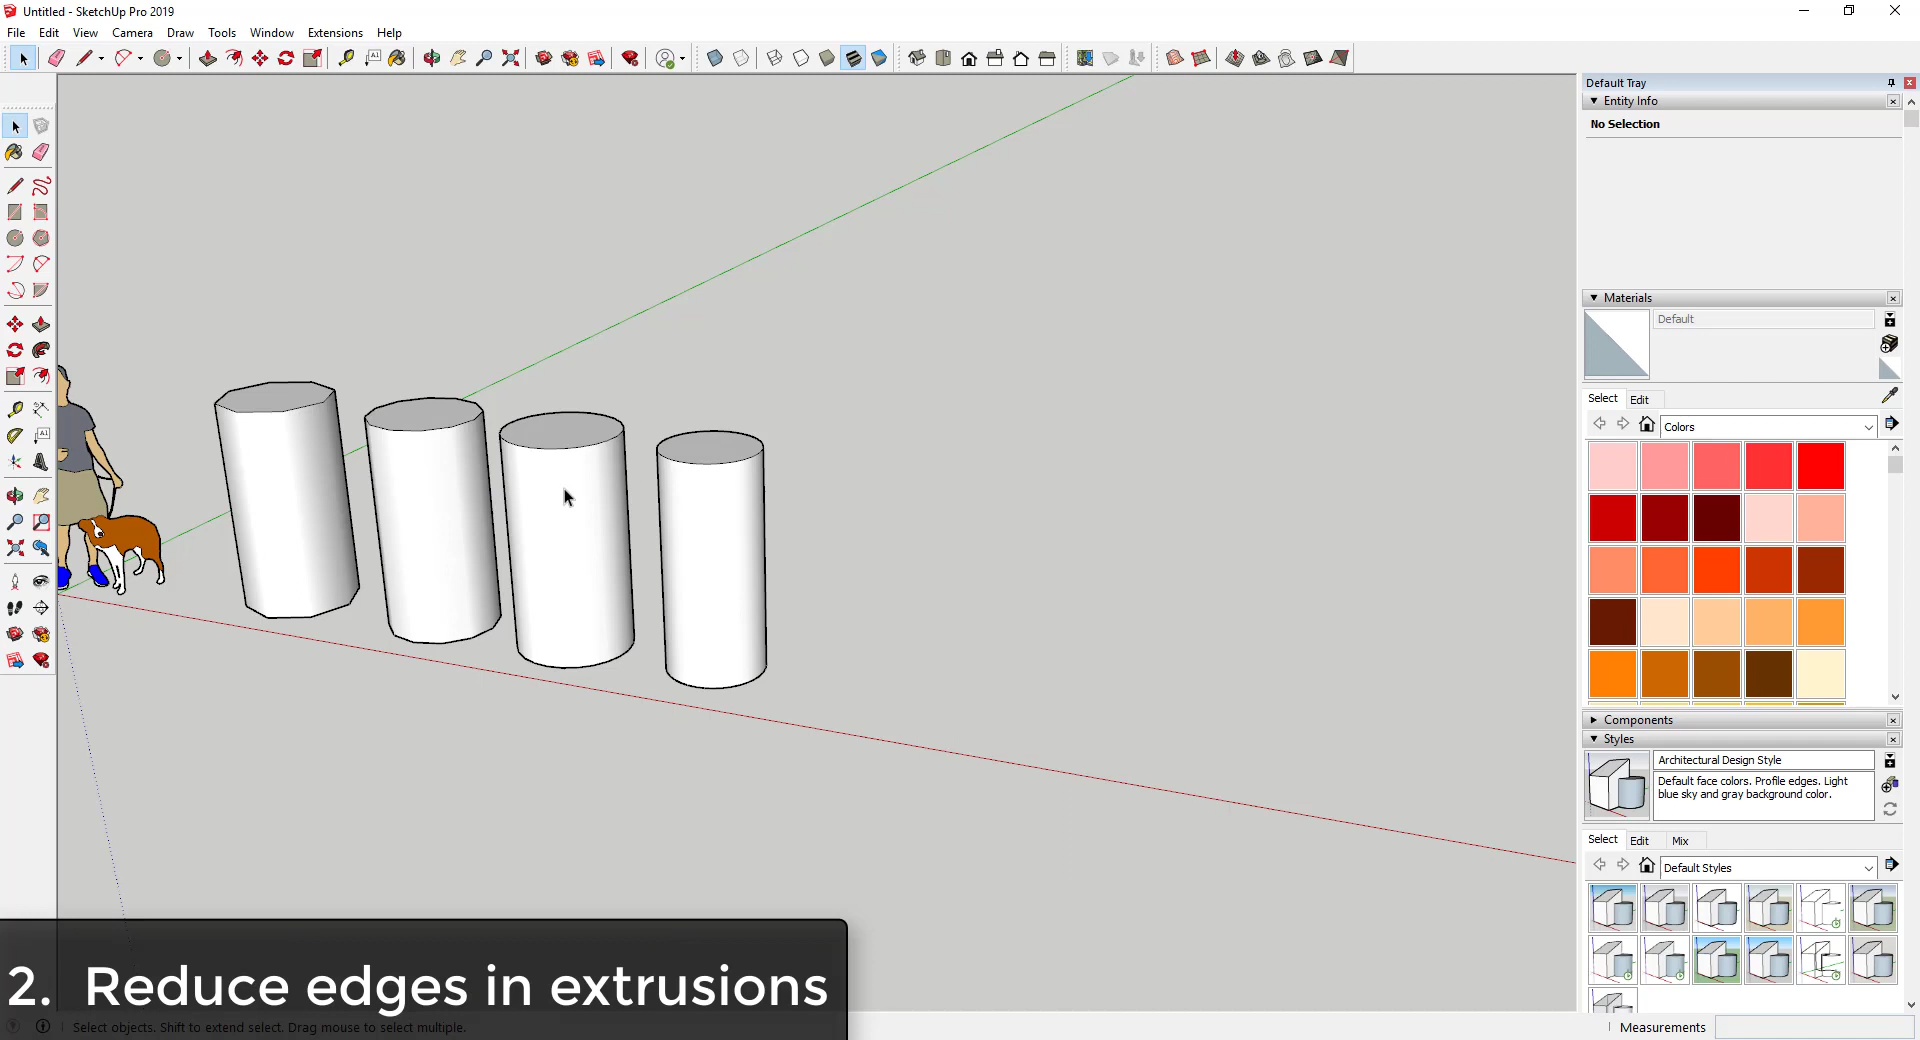 Untitled - SketchUp Pro 2019
File Edit View Camera Draw Tools Window Extensions Help
Default Tray
Entity Info
No Selection
Materials
Default
Select Edit
Colors
Components
Styles
Architectural Design Style
Default face colors. Profile edges. Light
blue sky and gray background color.
Select Edit Mix
Default Styles
2. Reduce edges in extrusions
Select objects. Shift to extend select. Drag mouse to select multiple.
Measurements